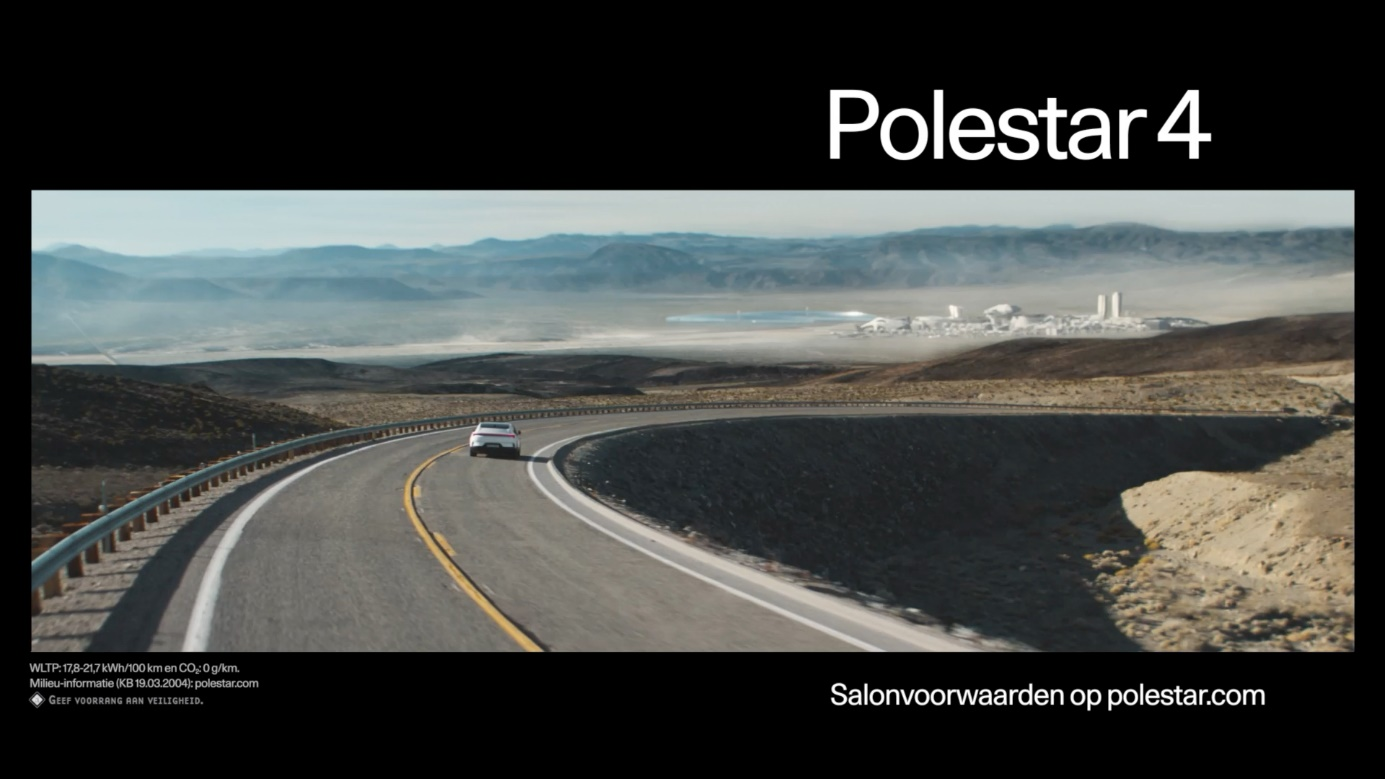 Polestar 4
WLTP: 17,8-21,7 kWh/100 km en CO₂: 0 g/km.
Milieu-informatie (KB 19.03.2004): polestar.com
Geef voorrang aan veiligheid.
Salonvoorwaarden op polestar.com